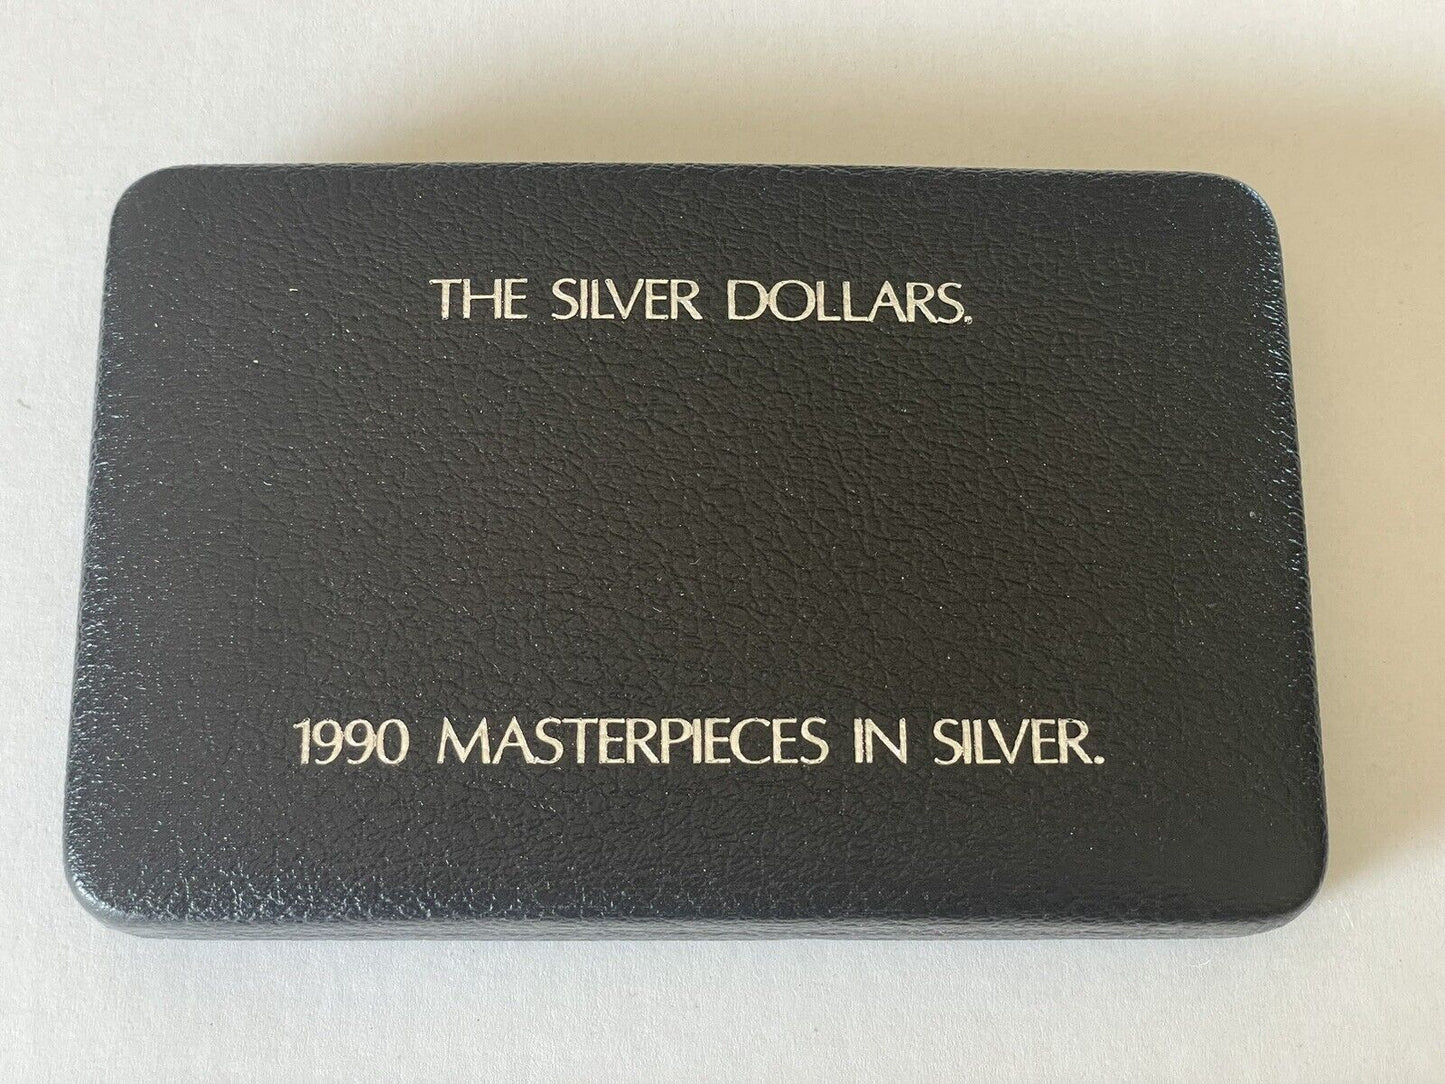 THE SILVER DOLLARS.
1990 MASTERPIECES IN SILVER.